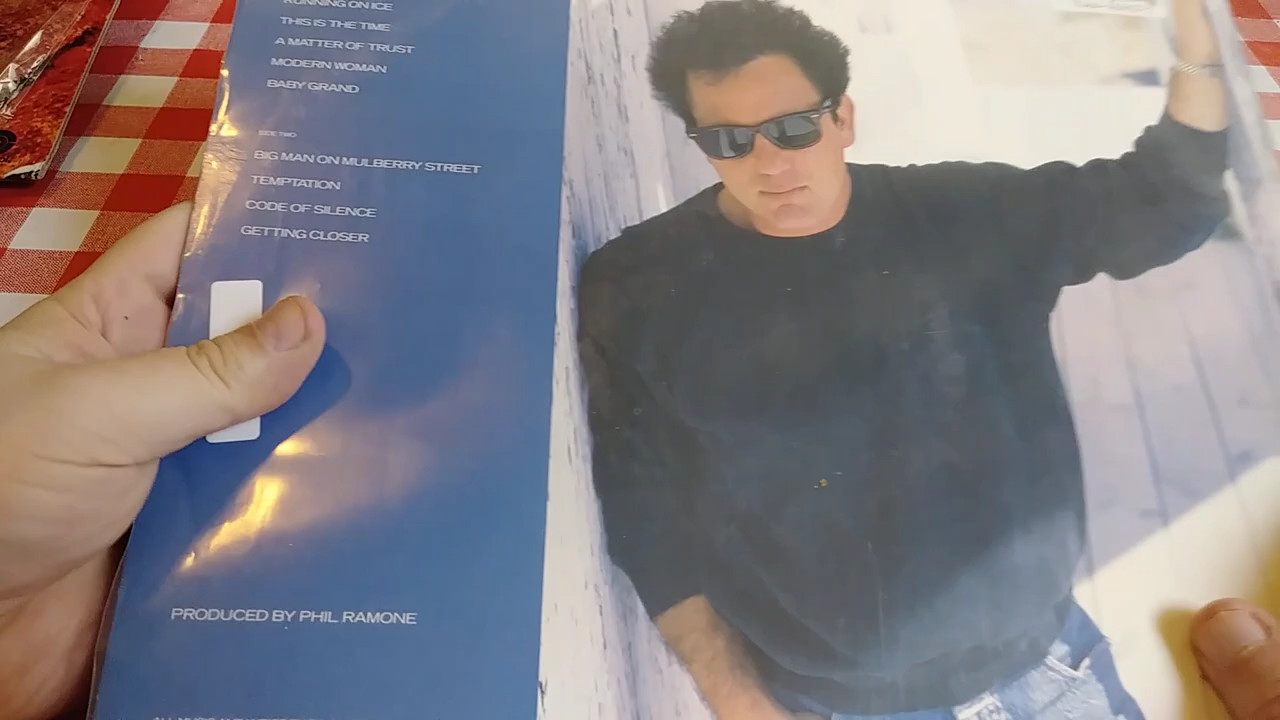 RUNNING ON ICE
THIS IS THE TIME
A MATTER OF TRUST
MODERN WOMAN
BABY GRAND
SIDE TWO
BIG MAN ON MULBERRY STREET
TEMPTATION
CODE OF SILENCE
GETTING CLOSER
PRODUCED BY PHIL RAMONE